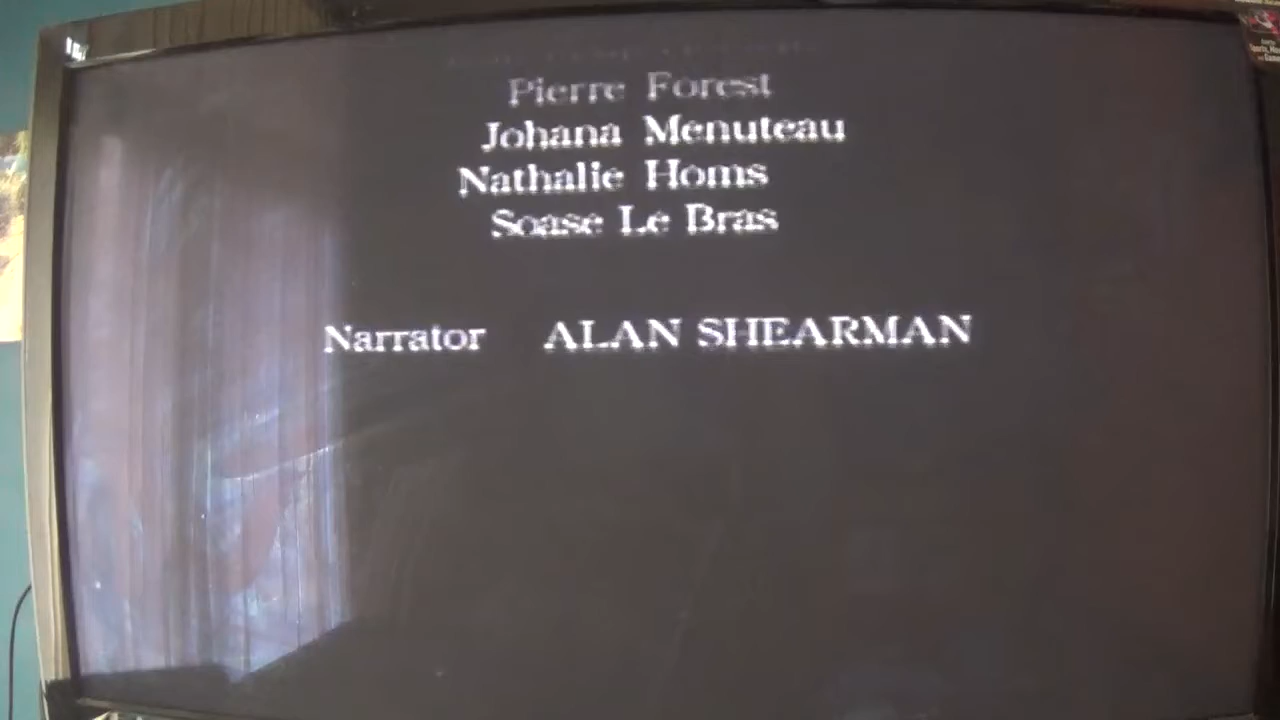 Pierre Forest
Johana Menuteau
Nathalie Homs
Soase Le Bras
Narrator ALAN SHEARMAN